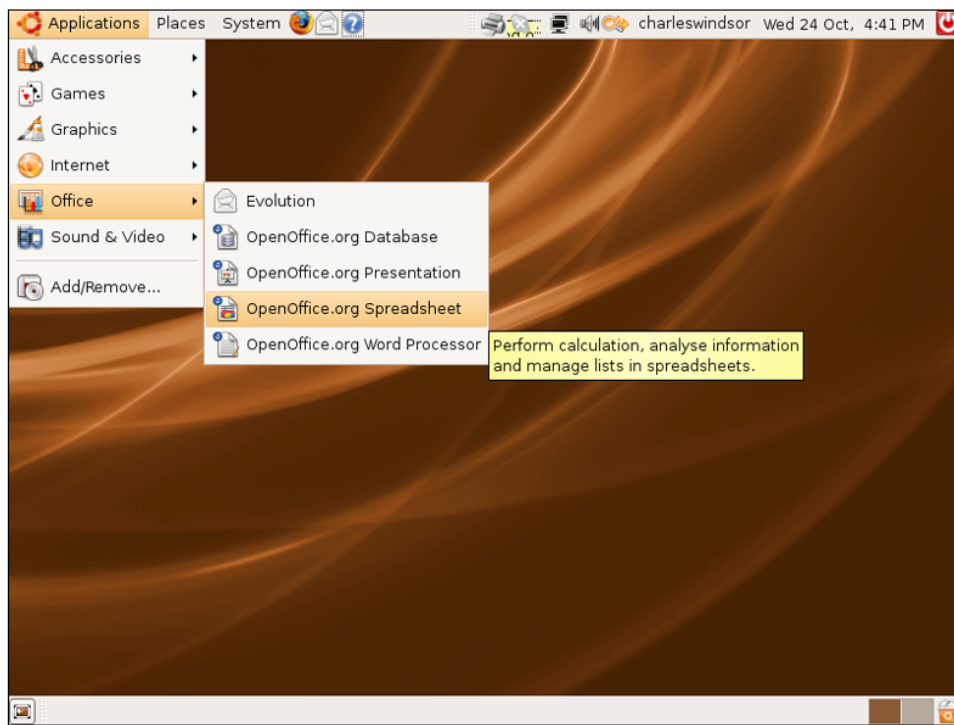 Applications Places System charleswindsor Wed 24 Oct, 4:41 PM
Accessories
Games
Graphics
Internet
Office
Sound & Video
Add/Remove...
Evolution
OpenOffice.org Database
OpenOffice.org Presentation
OpenOffice.org Spreadsheet
OpenOffice.org Word Processor
Perform calculation, analyse information
and manage lists in spreadsheets.